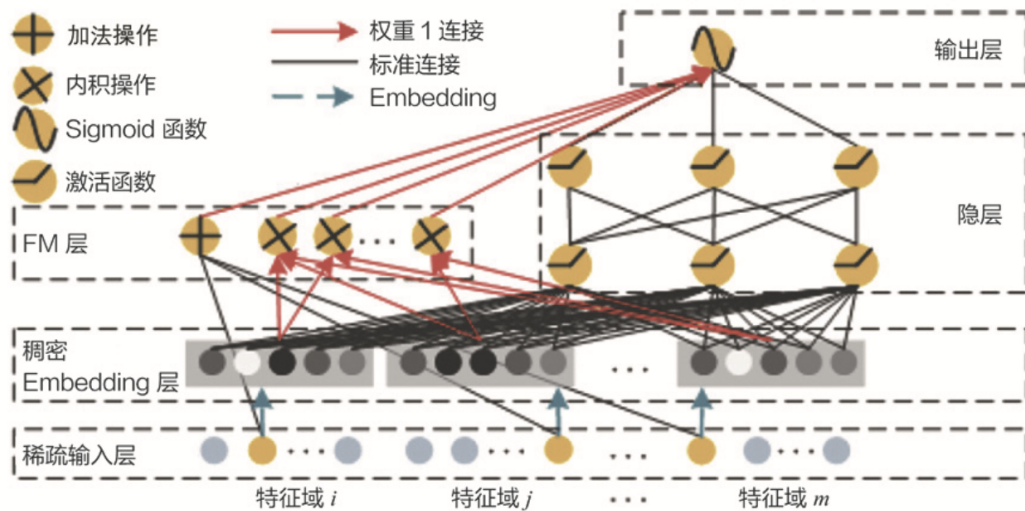 加法操作
内积操作
Sigmoid 函数
激活函数
权重 1 连接
标准连接
Embedding
输出层
隐层
FM 层
...
稠密
Embedding 层
...
稀疏输入层
... ... ... ...
特征域 i 特征域 j ... 特征域 m